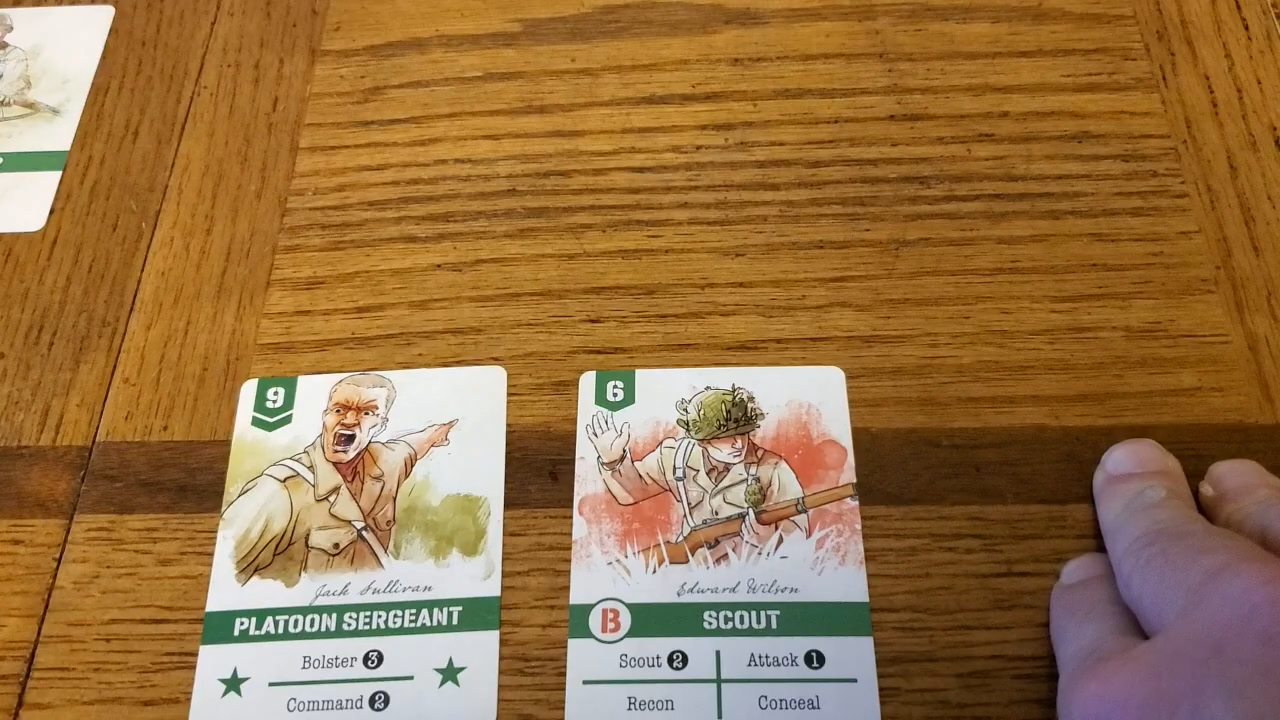 9
Jack Sullivan
PLATOON SERGEANT
Bolster 3
Command 2
6
Edward Wilson
B SCOUT
Scout 2 Attack 1
Recon Conceal